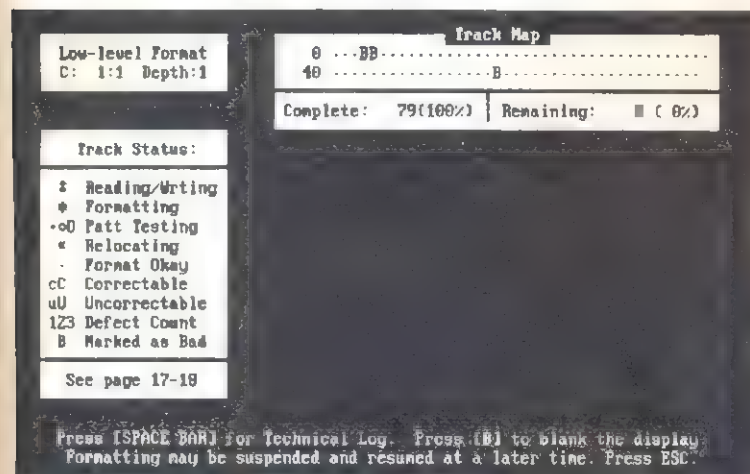 Low-level Format
C: 1:1 Depth:1
Track Map
0 ...BB...................................
40 .................B......................
Complete: 79(100%)
Remaining: 0 ( 0%)
Track Status:
‡ Reading/Wrting
♦ Formatting
·oO Patt Testing
« Relocating
. Format Okay
cC Correctable
uU Uncorrectable
123 Defect Count
B Marked as Bad
See page 17-18
Press [SPACE BAR] for Technical Log. Press [B] to blank the display
Formatting may be suspended and resumed at a later time. Press ESC.